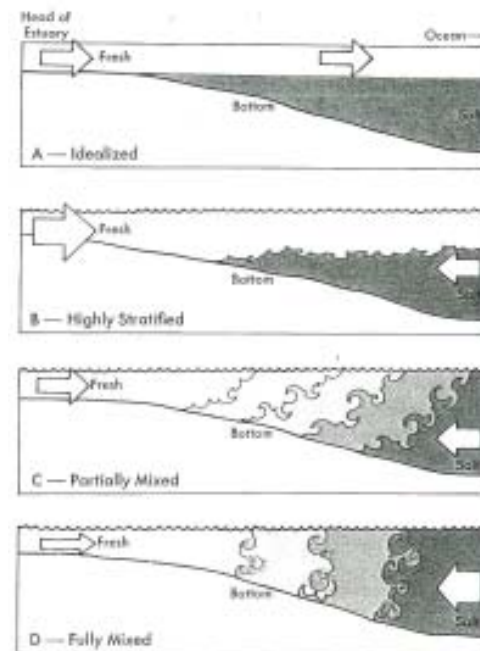 Head of
Estuary
Ocean
Fresh
Bottom
A — Idealized
Fresh
Bottom
B — Highly Stratified
Fresh
Bottom
C — Partially Mixed
Fresh
Bottom
D — Fully Mixed